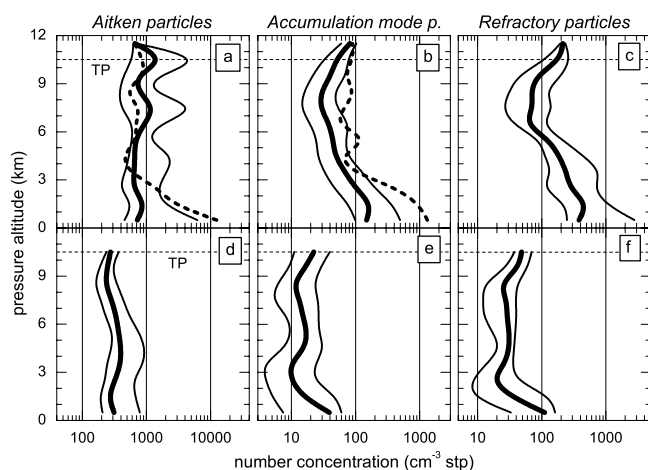 Aitken particles
Accumulation mode p.
Refractory particles
12
9
6
3
0
TP
a
b
c
9
6
3
0
TP
d
e
f
pressure altitude (km)
100 1000 10000
10 100 1000
10 100 1000
number concentration (cm⁻³ stp)